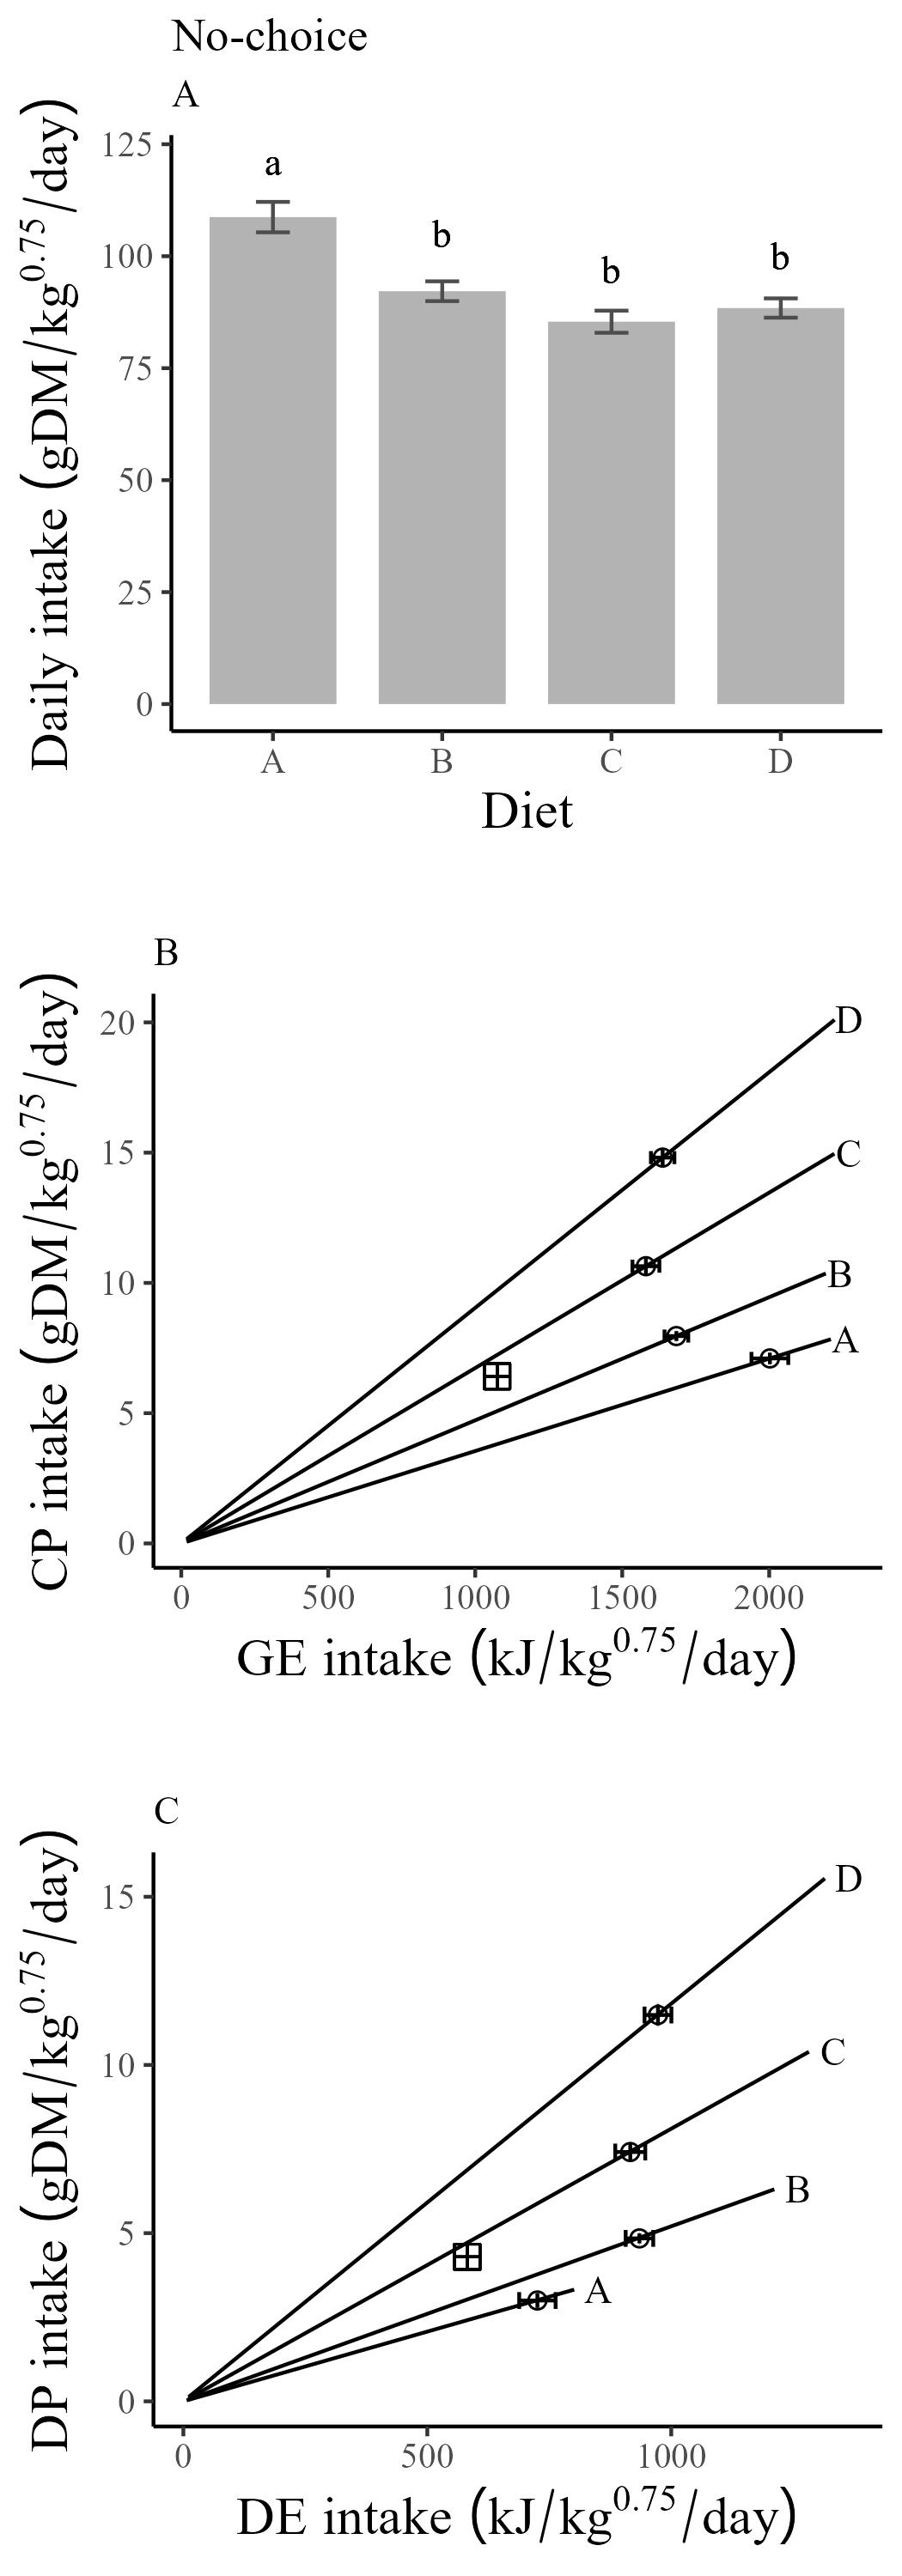 No-choice
A
Daily intake (gDM/kg^0.75/day)
125
100
75
50
25
0
a
b
b
b
A B C D
Diet
B
CP intake (gDM/kg^0.75/day)
20
15
10
5
0
D
C
B
A
0 500 1000 1500 2000
GE intake (kJ/kg^0.75/day)
C
DP intake (gDM/kg^0.75/day)
15
10
5
0
D
C
B
A
0 500 1000
DE intake (kJ/kg^0.75/day)